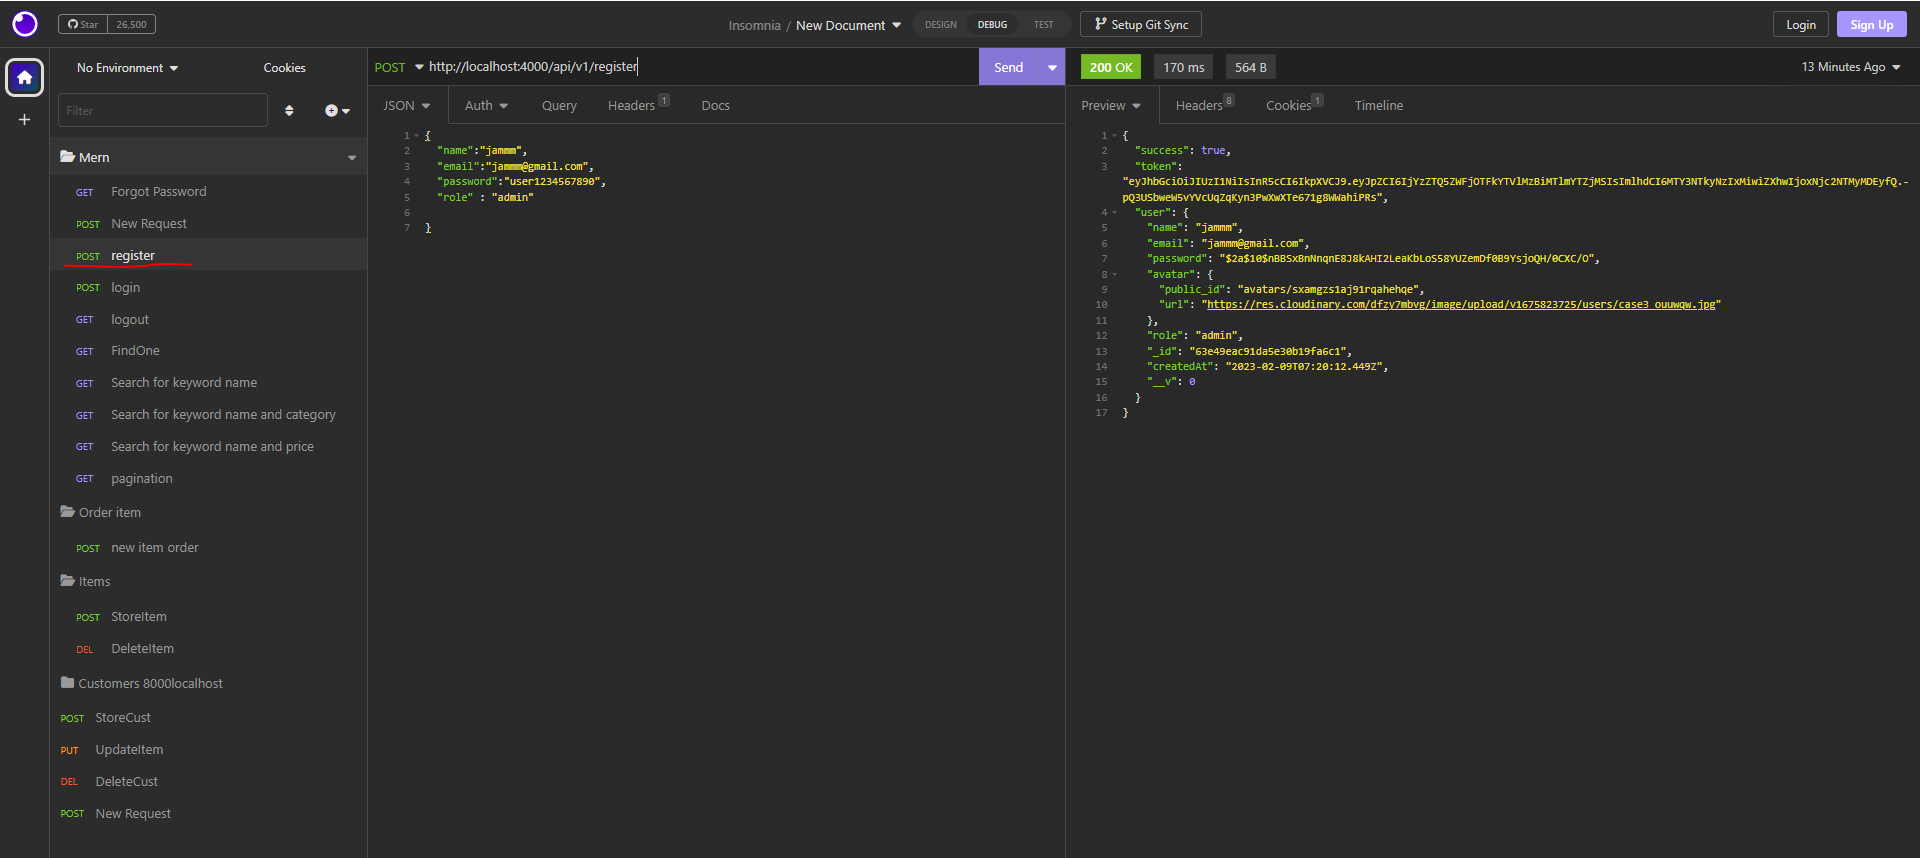 Star 26,500
Insomnia / New Document
DESIGN DEBUG TEST
Setup Git Sync
Login Sign Up
No Environment Cookies
Filter
Mern
GET Forgot Password
POST New Request
POST register
POST login
GET logout
GET FindOne
GET Search for keyword name
GET Search for keyword name and category
GET Search for keyword name and price
GET pagination
Order item
POST new item order
Items
POST StoreItem
DEL DeleteItem
Customers 8000localhost
POST StoreCust
PUT UpdateItem
DEL DeleteCust
POST New Request
POST http://localhost:4000/api/v1/register Send
JSON Auth Query Headers 1 Docs
1 {
2 "name":"jammm",
3 "email":"jammm@gmail.com",
4 "password":"user1234567890",
5 "role" : "admin"
6
7 }
200 OK 170 ms 564 B 13 Minutes Ago
Preview Headers 8 Cookies 1 Timeline
1 {
2 "success": true,
3 "token":
"eyJhbGciOiJIUzI1NiIsInR5cCI6IkpXVCJ9.eyJpZCI6IjYzZTQ5ZWFjOTFkYTVlMzBiMTlmYTZjMSIsImlhdCI6MTY3NTkyNzIxMiwiZXhwIjoxNjc2NTMyMDEyfQ.-
pQ3USbweW5vYVcUqZqKyn3PwXwXTe671g8WWahiPRs",
4 "user": {
5 "name": "jammm",
6 "email": "jammm@gmail.com",
7 "password": "$2a$10$nBBSxBnNnqnE8J8kAHI2LeaKbLoS58YUZemDf0B9YsjoQH/0CXC/O",
8 "avatar": {
9 "public_id": "avatars/sxamgzs1aj91rqahehqe",
10 "url": "https://res.cloudinary.com/dfzy7mbvg/image/upload/v1675823725/users/case3_ouuwqw.jpg"
11 },
12 "role": "admin",
13 "_id": "63e49eac91da5e30b19fa6c1",
14 "createdAt": "2023-02-09T07:20:12.449Z",
15 "__v": 0
16 }
17 }